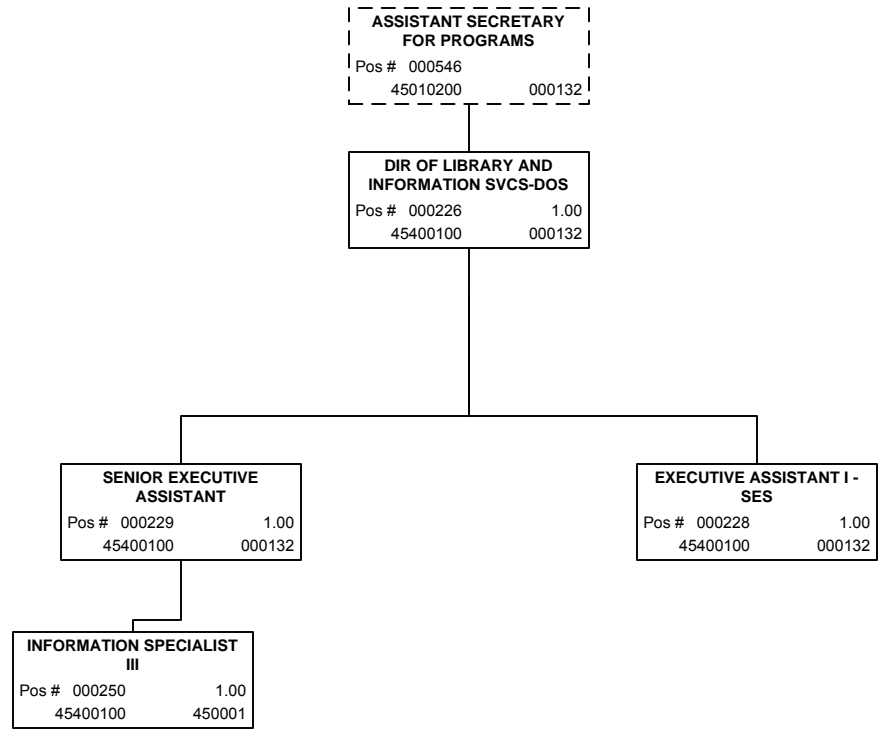 ASSISTANT SECRETARY
FOR PROGRAMS
Pos # 000546
45010200 000132
DIR OF LIBRARY AND
INFORMATION SVCS-DOS
Pos # 000226 1.00
45400100 000132
SENIOR EXECUTIVE
ASSISTANT
Pos # 000229 1.00
45400100 000132
EXECUTIVE ASSISTANT I -
SES
Pos # 000228 1.00
45400100 000132
INFORMATION SPECIALIST
III
Pos # 000250 1.00
45400100 450001